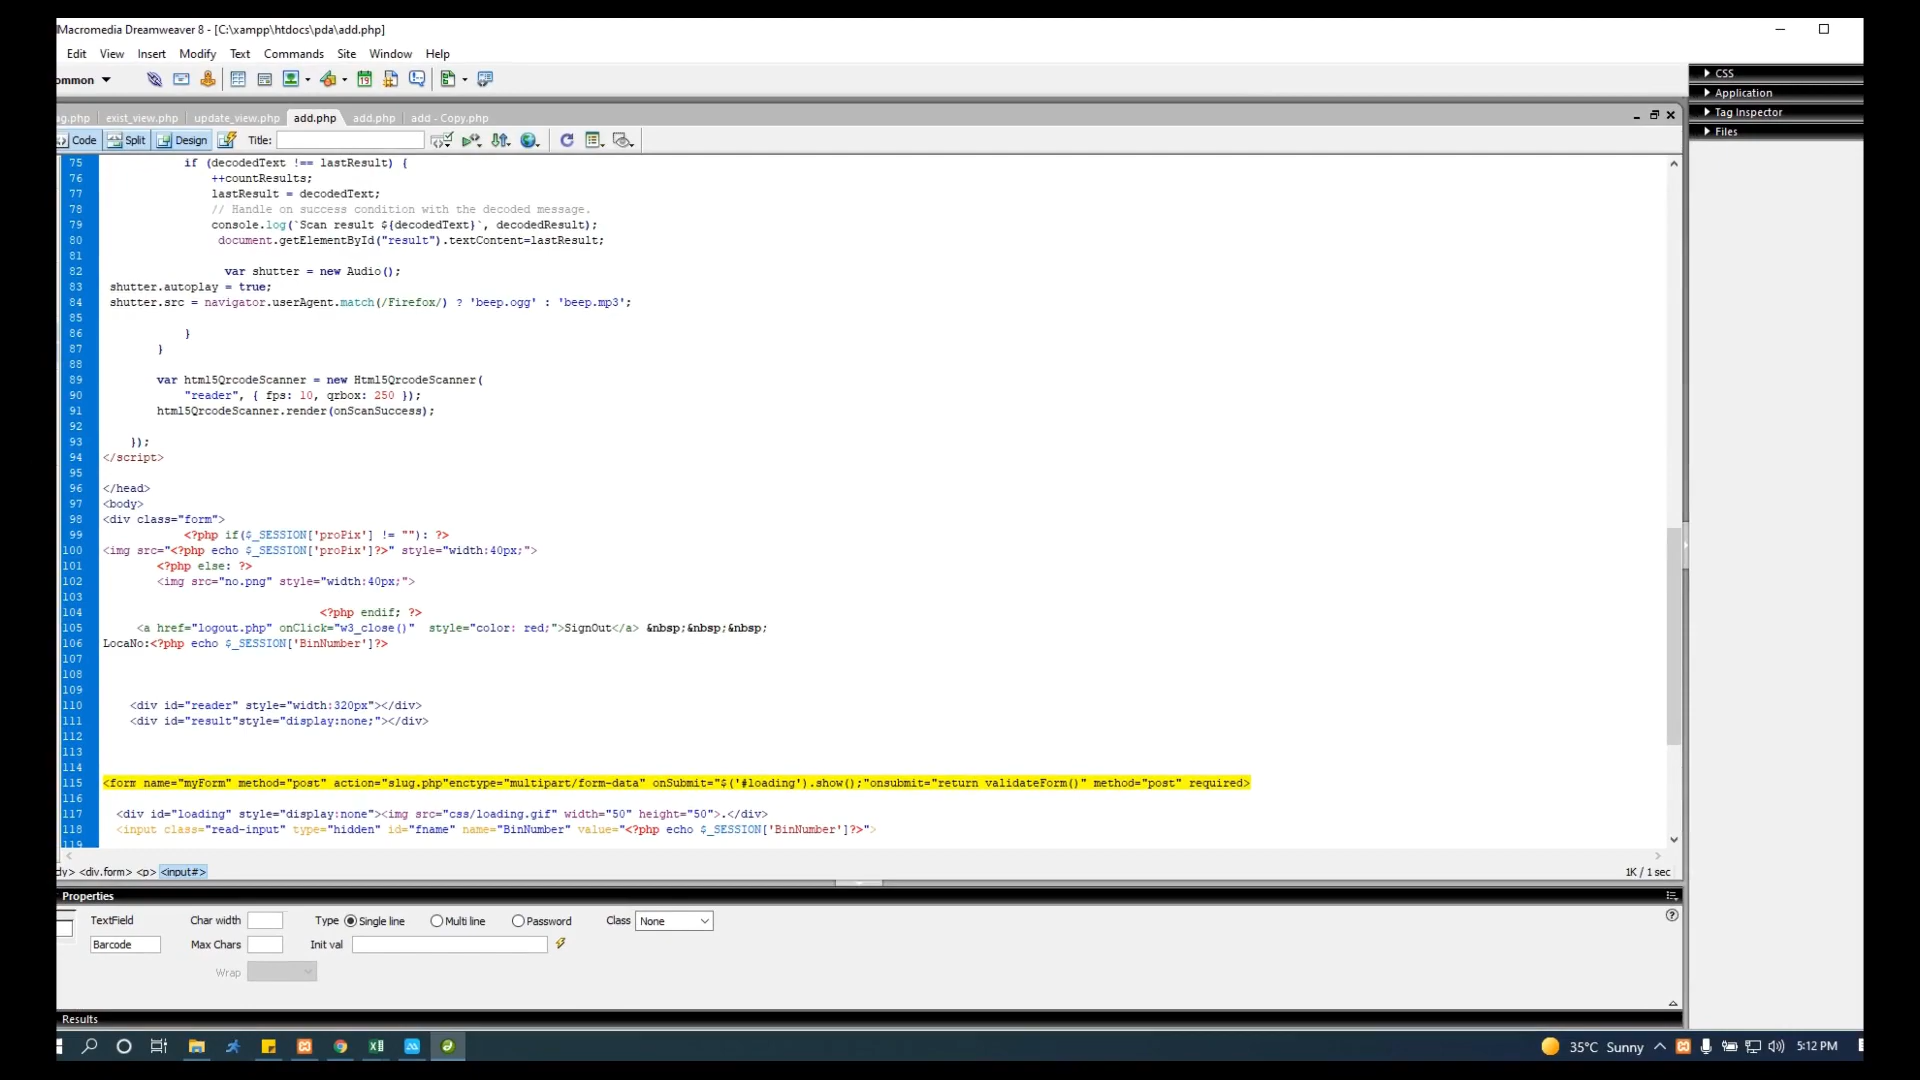 Macromedia Dreamweaver 8 - [C:\xampp\htdocs\pda\add.php]
Edit View Insert Modify Text Commands Site Window Help
ommon
ag.php exist_view.php update_view.php add.php add.php add - Copy.php
Code Split Design Title:
75 if (decodedText !== lastResult) {
76 ++countResults;
77 lastResult = decodedText;
78 // Handle on success condition with the decoded message.
79 console.log(`Scan result ${decodedText}`, decodedResult);
80 document.getElementById("result").textContent=lastResult;
81
82 var shutter = new Audio();
83 shutter.autoplay = true;
84 shutter.src = navigator.userAgent.match(/Firefox/) ? 'beep.ogg' : 'beep.mp3';
85
86 }
87 }
88
89 var html5QrcodeScanner = new Html5QrcodeScanner(
90 "reader", { fps: 10, qrbox: 250 });
91 html5QrcodeScanner.render(onScanSuccess);
92
93 });
94 </script>
95
96 </head>
97 <body>
98 <div class="form">
99 <?php if($_SESSION['proPix'] != ""): ?>
100 <img src="<?php echo $_SESSION['proPix']?>" style="width:40px;">
101 <?php else: ?>
102 <img src="no.png" style="width:40px;">
103
104 <?php endif; ?>
105 <a href="logout.php" onClick="w3_close()" style="color: red;">SignOut</a> &nbsp;&nbsp;&nbsp;
106 LocaNo:<?php echo $_SESSION['BinNumber']?>
107
108
109
110 <div id="reader" style="width:320px"></div>
111 <div id="result"style="display:none;"></div>
112
113
114
115 <form name="myForm" method="post" action="slug.php"enctype="multipart/form-data" onSubmit="$('#loading').show();"onsubmit="return validateForm()" method="post" required>
116
117 <div id="loading" style="display:none"><img src="css/loading.gif" width="50" height="50">.</div>
118 <input class="read-input" type="hidden" id="fname" name="BinNumber" value="<?php echo $_SESSION['BinNumber']?>">
119
dy> <div.form> <p> <input#>
1K / 1 sec
Properties
TextField Char width Type Single line Multi line Password Class None
Barcode Max Chars Init val
Wrap
Results
CSS
Application
Tag Inspector
Files
35°C Sunny 5:12 PM